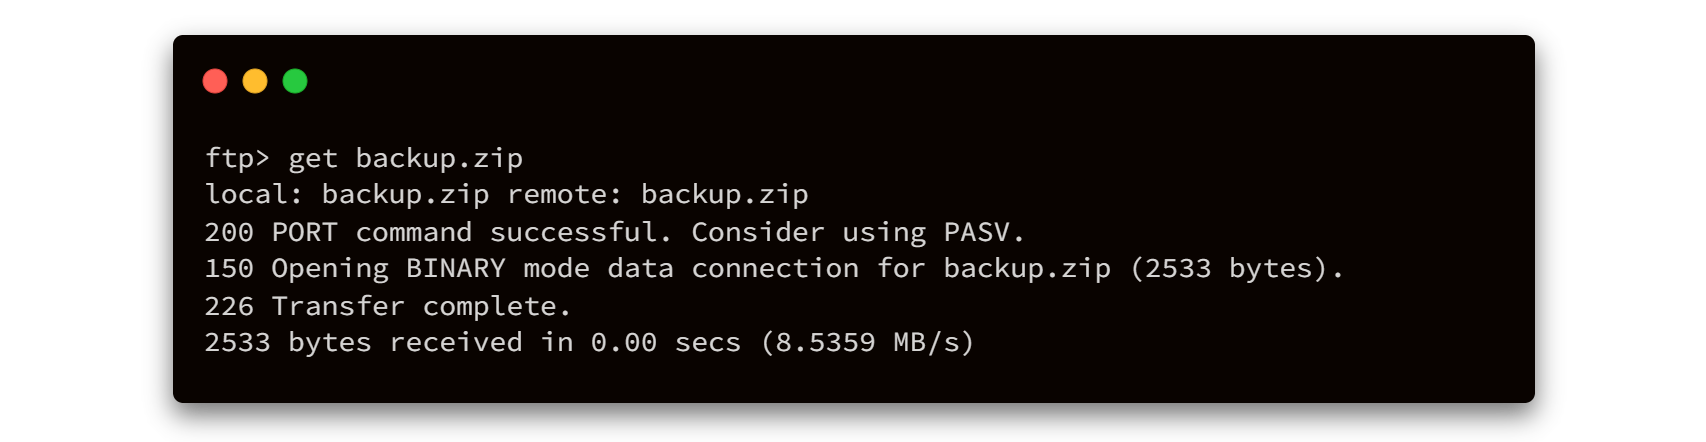 ftp> get backup.zip
local: backup.zip remote: backup.zip
200 PORT command successful. Consider using PASV.
150 Opening BINARY mode data connection for backup.zip (2533 bytes).
226 Transfer complete.
2533 bytes received in 0.00 secs (8.5359 MB/s)